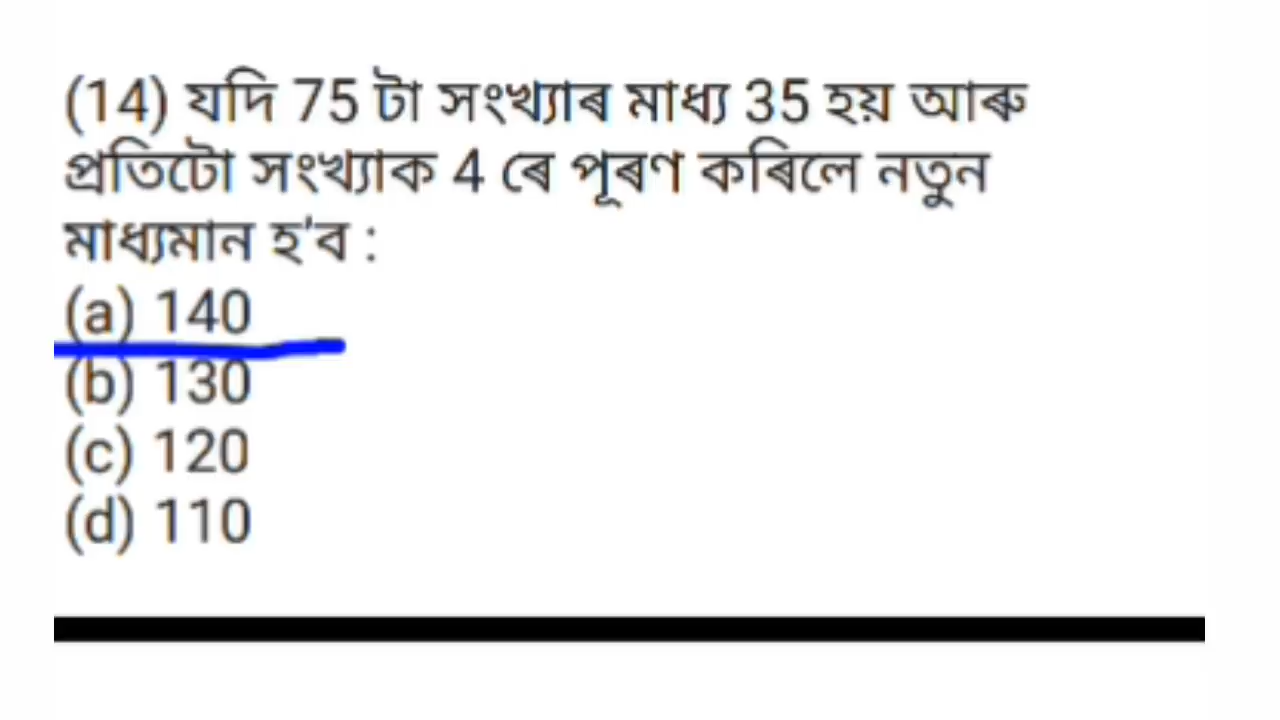 (14) যদি 75 টা সংখ্যাৰ মাধ্য 35 হয় আৰু
প্ৰতিটো সংখ্যাক 4 ৰে পূৰণ কৰিলে নতুন
মাধ্যমান হ'ব :
(a) 140
(b) 130
(c) 120
(d) 110